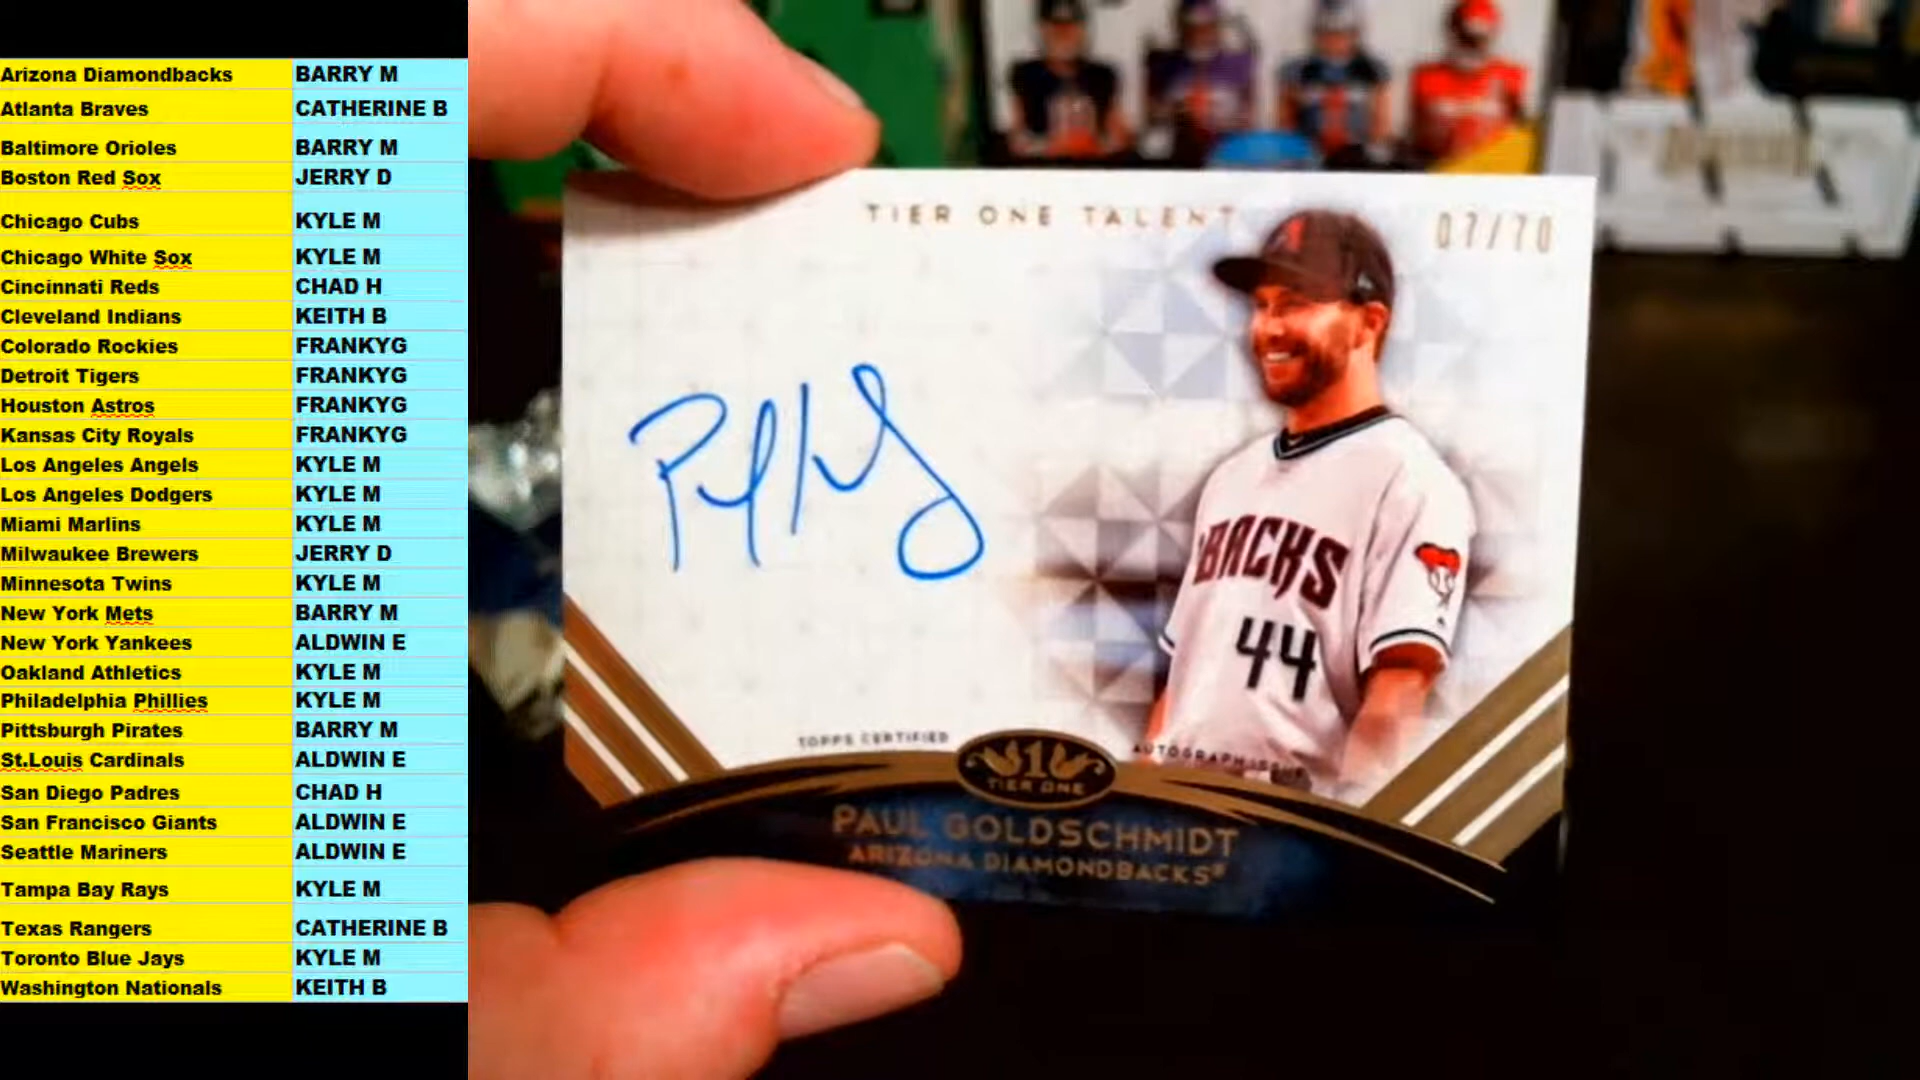 Arizona Diamondbacks BARRY M
Atlanta Braves CATHERINE B
Baltimore Orioles BARRY M
Boston Red Sox JERRY D
Chicago Cubs KYLE M
Chicago White Sox KYLE M
Cincinnati Reds CHAD H
Cleveland Indians KEITH B
Colorado Rockies FRANKYG
Detroit Tigers FRANKYG
Houston Astros FRANKYG
Kansas City Royals FRANKYG
Los Angeles Angels KYLE M
Los Angeles Dodgers KYLE M
Miami Marlins KYLE M
Milwaukee Brewers JERRY D
Minnesota Twins KYLE M
New York Mets BARRY M
New York Yankees ALDWIN E
Oakland Athletics KYLE M
Philadelphia Phillies KYLE M
Pittsburgh Pirates BARRY M
St.Louis Cardinals ALDWIN E
San Diego Padres CHAD H
San Francisco Giants ALDWIN E
Seattle Mariners ALDWIN E
Tampa Bay Rays KYLE M
Texas Rangers CATHERINE B
Toronto Blue Jays KYLE M
Washington Nationals KEITH B
TIER ONE TALENT
07/70
BACKS
44
TOPPS CERTIFIED
AUTOGRAPH ISSUE
1
TIER ONE
PAUL GOLDSCHMIDT
ARIZONA DIAMONDBACKS®